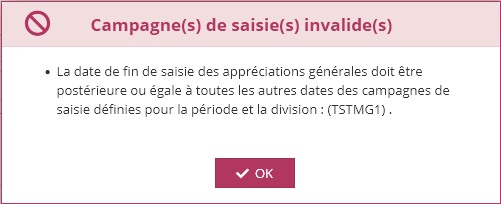 Campagne(s) de saisie(s) invalide(s)
• La date de fin de saisie des appréciations générales doit être
postérieure ou égale à toutes les autres dates des campagnes de
saisie définies pour la période et la division : (TSTMG1) .
OK